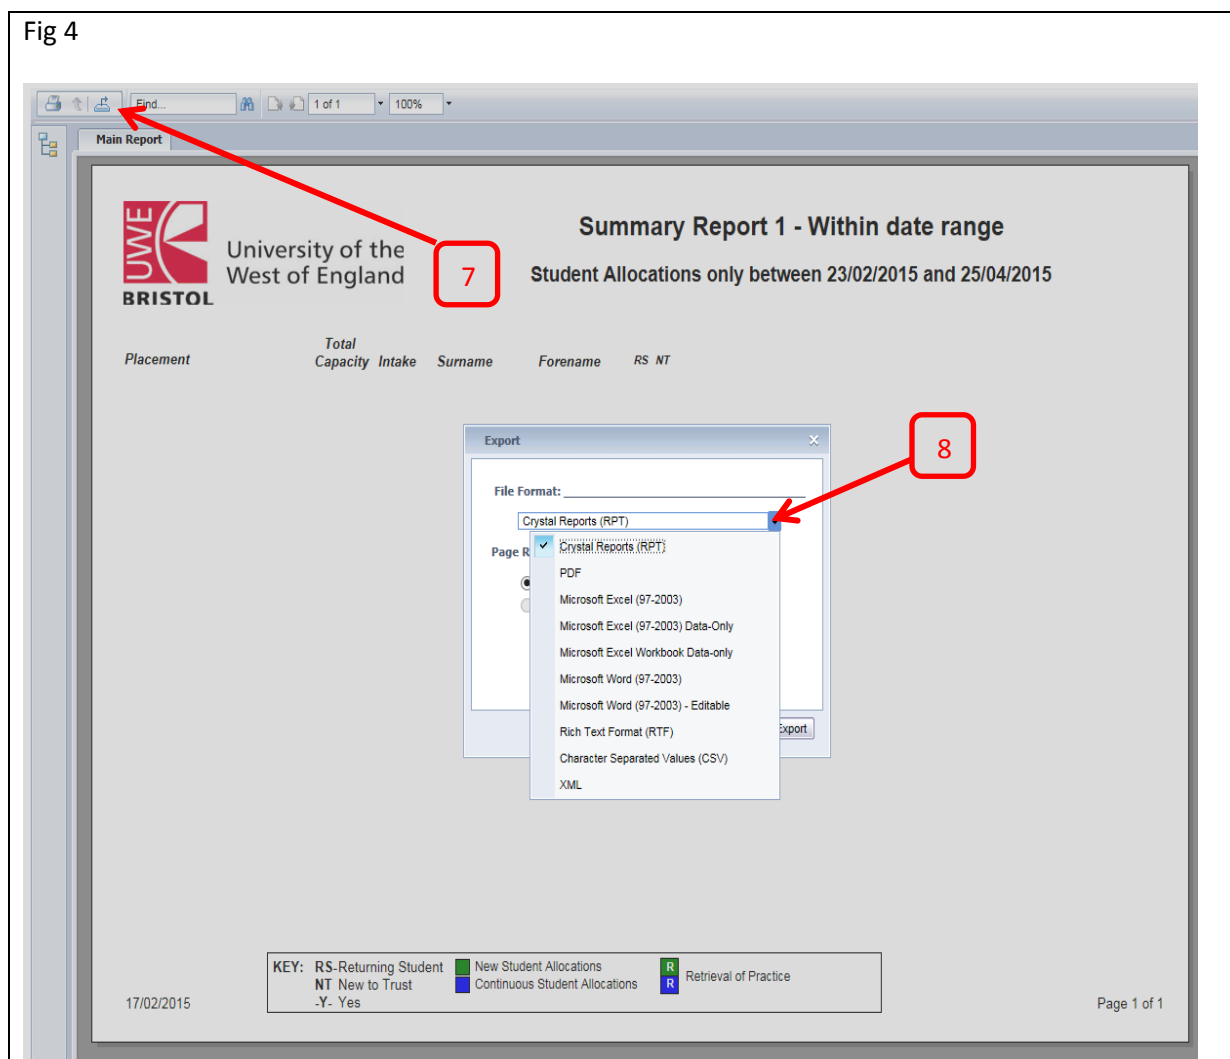 Fig 4
Find...
1 of 1
100%
Main Report
UWE
BRISTOL
University of the
West of England
7
Summary Report 1 - Within date range
Student Allocations only between 23/02/2015 and 25/04/2015
Placement
Total
Capacity Intake Surname Forename RS NT
8
Export
File Format:
Crystal Reports (RPT)
Page R
Crystal Reports (RPT)
PDF
Microsoft Excel (97-2003)
Microsoft Excel (97-2003) Data-Only
Microsoft Excel Workbook Data-only
Microsoft Word (97-2003)
Microsoft Word (97-2003) - Editable
Rich Text Format (RTF)
Character Separated Values (CSV)
XML
Export
KEY: RS-Returning Student New Student Allocations R
NT New to Trust Continuous Student Allocations R Retrieval of Practice
-Y- Yes
17/02/2015
Page 1 of 1